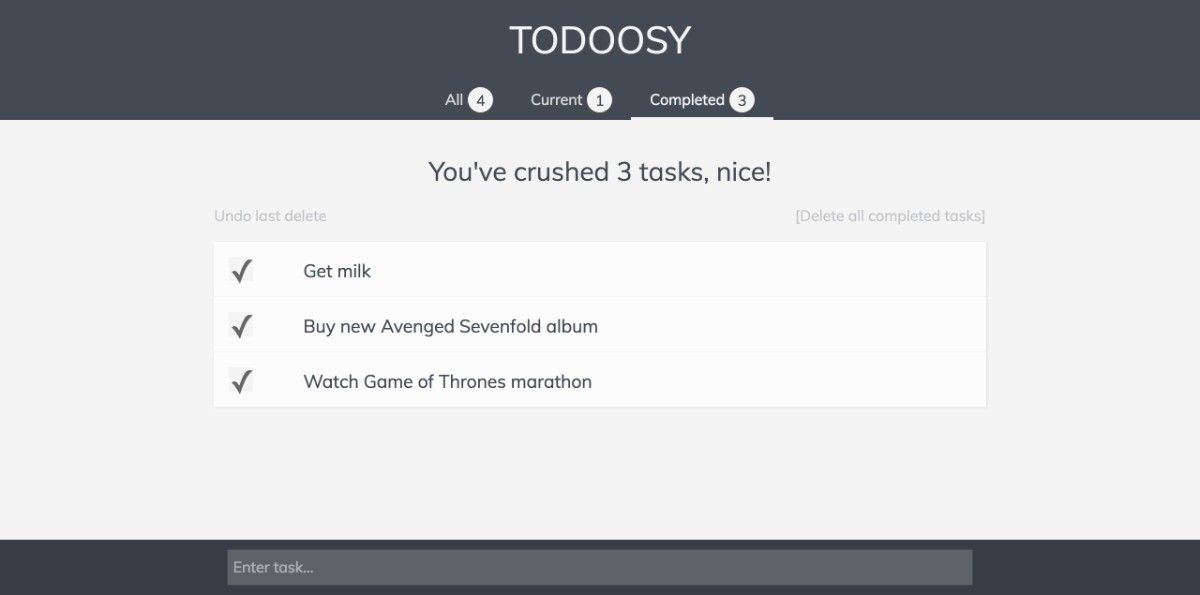 TODOOSY
All 4 Current 1 Completed 3
You've crushed 3 tasks, nice!
Undo last delete [Delete all completed tasks]
Get milk
Buy new Avenged Sevenfold album
Watch Game of Thrones marathon
Enter task...